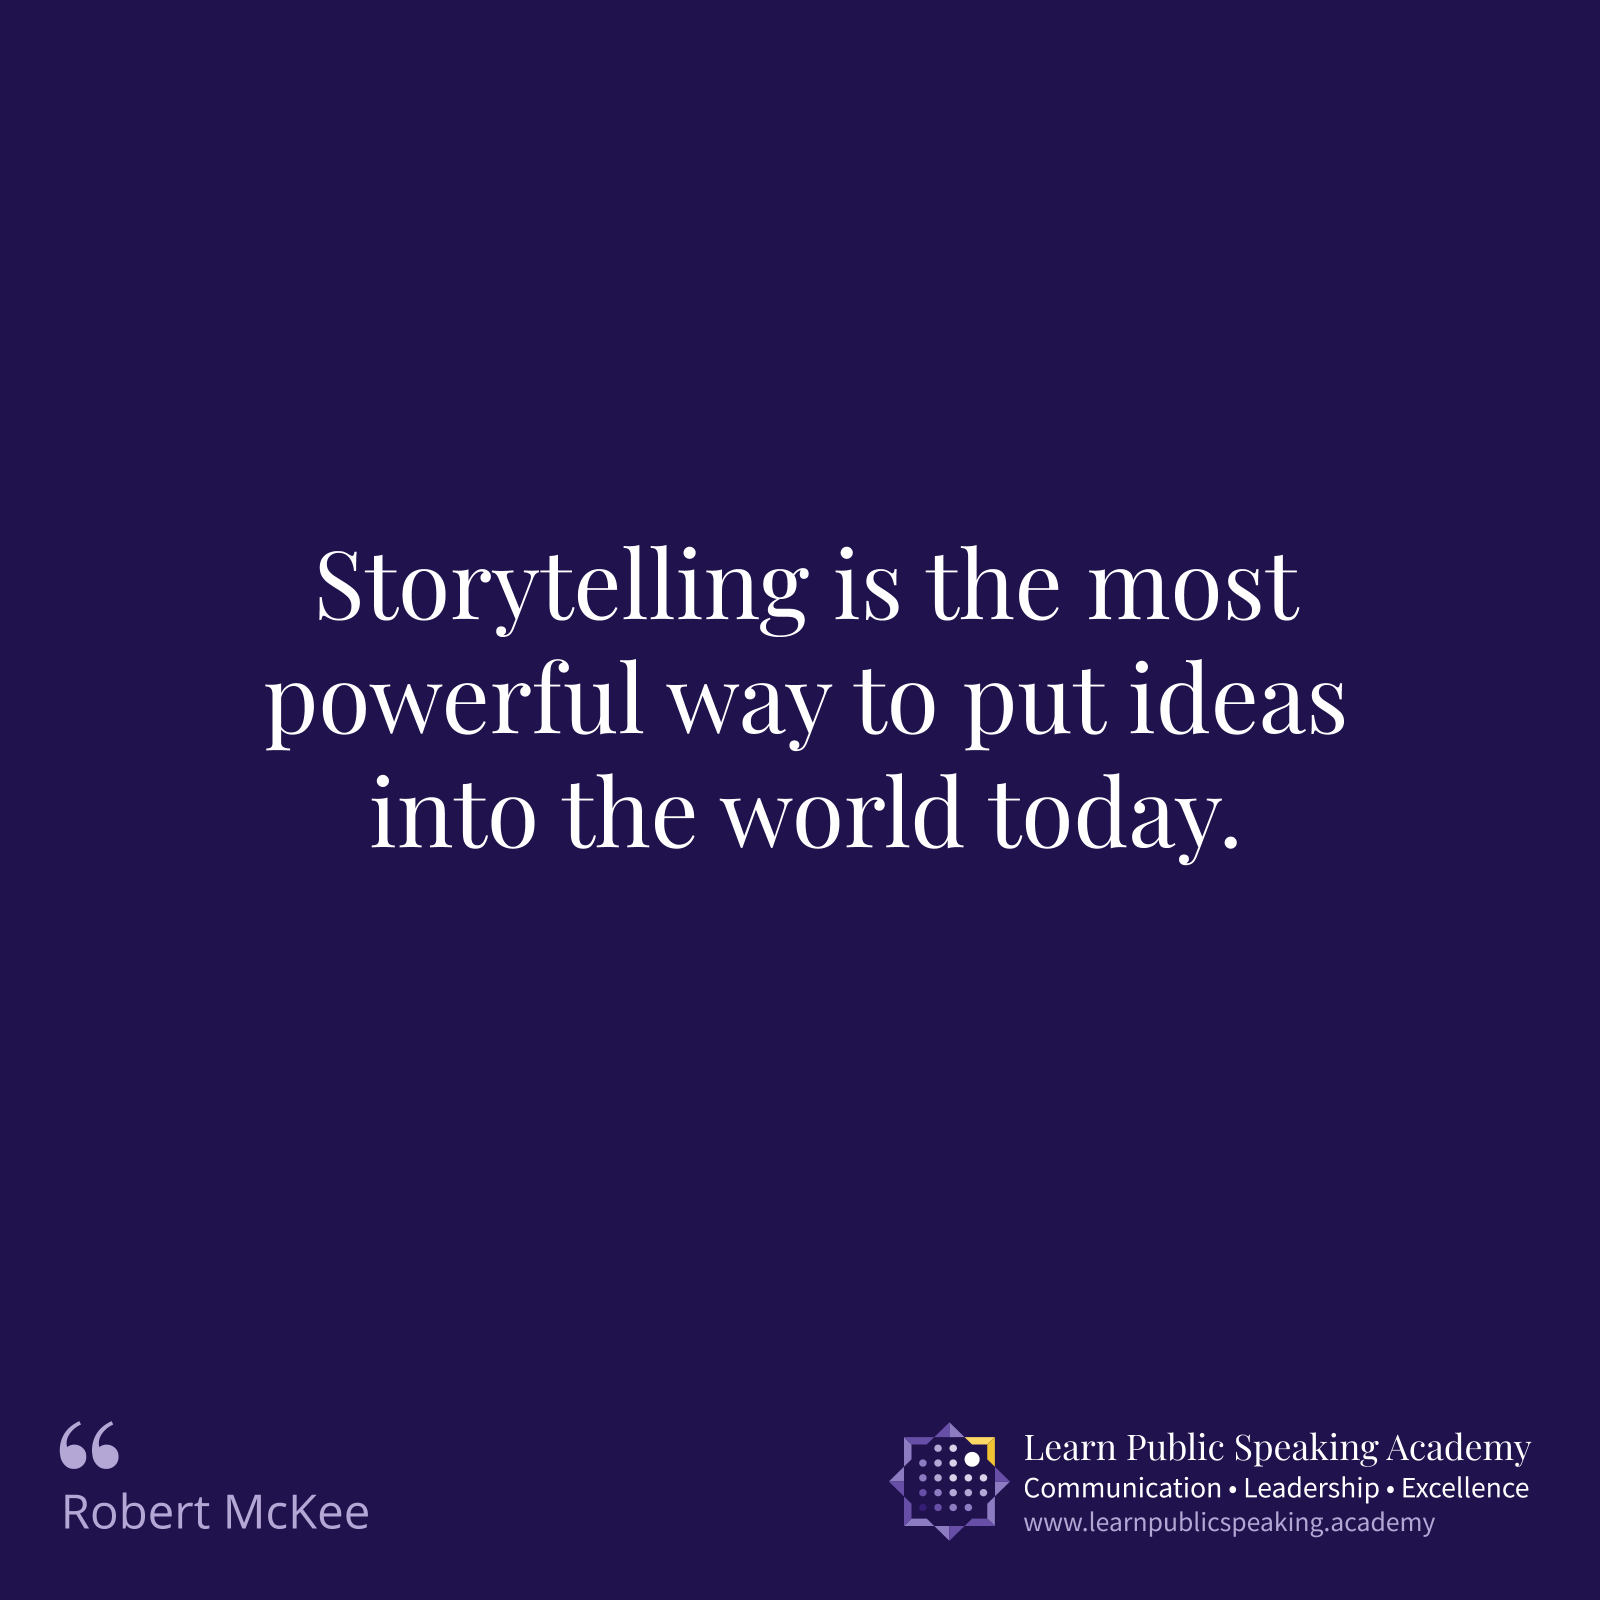 Storytelling is the most
powerful way to put ideas
into the world today.
“
Robert McKee
Learn Public Speaking Academy
Communication • Leadership • Excellence
www.learnpublicspeaking.academy